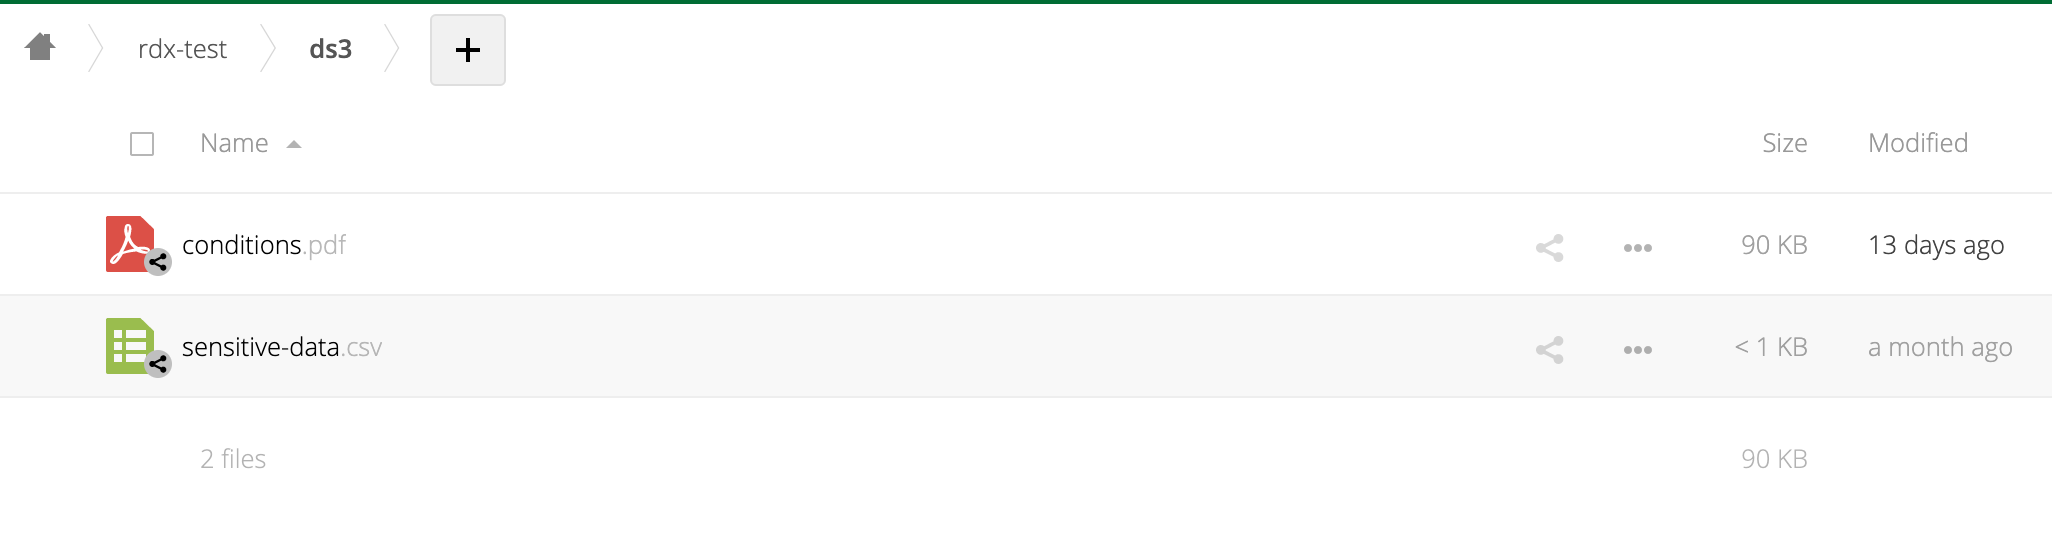 rdx-test ds3 +
Name Size Modified
conditions.pdf 90 KB 13 days ago
sensitive-data.csv < 1 KB a month ago
2 files 90 KB